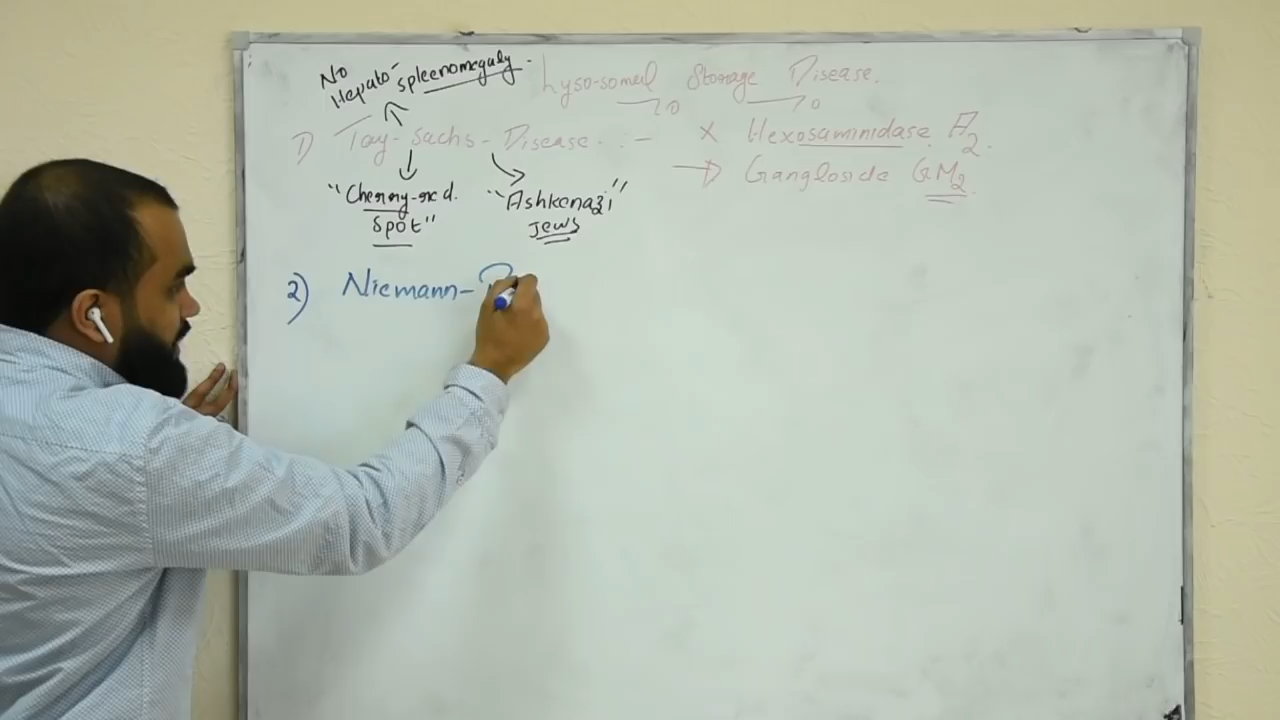 No Hepato-spleenomegaly.
Lyso-somal Storage Disease.
1) Tay-Sachs-Disease..- X Hexosaminidase A2.
→ Gangloside GM2
"Cherry-red. Spot"
"Ashkenazi" Jews
2) Niemann-P